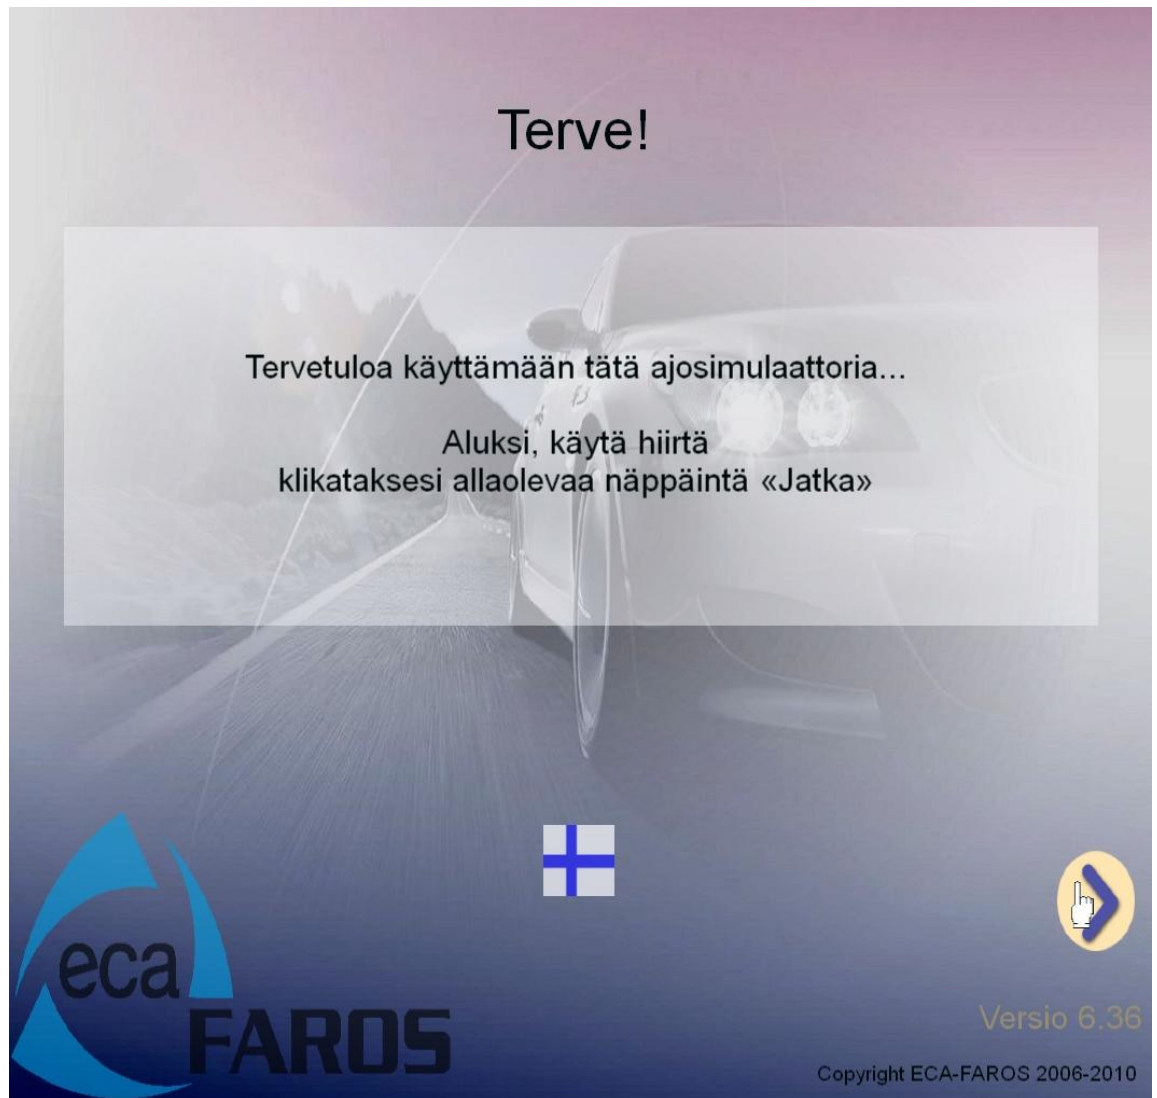 Terve!
Tervetuloa käyttämään tätä ajosimulaattoria...
Aluksi, käytä hiirtä
klikataksesi allaolevaa näppäintä «Jatka»
eca
FAROS
Versio 6.36
Copyright ECA-FAROS 2006-2010